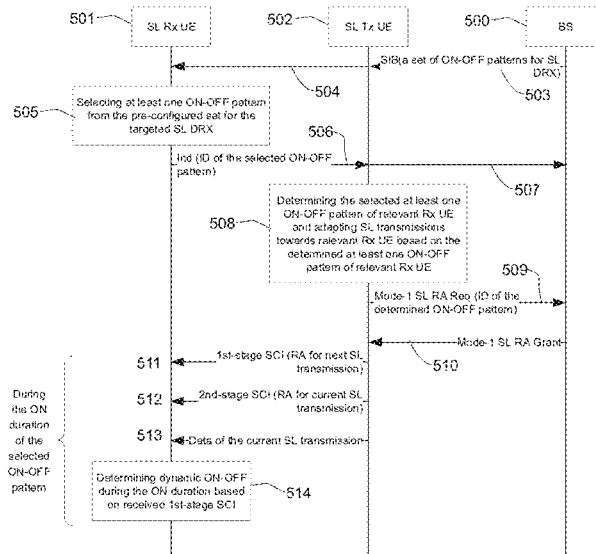 501
502
500
SL Rx UE
SL Tx UE
BS
SIB(a set of ON-OFF patterns for SL
DRX)
504
503
505
Selecting at least one ON-OFF pattern
from the pre-configured set for the
targeted SL DRX
506
Ind (ID of the selected ON-OFF
pattern)
507
508
Determining the selected at least one
ON-OFF pattern of relevant Rx UE
and adapting SL transmissions
towards relevant Rx UE based on the
determined at least one ON-OFF
pattern of relevant Rx UE
509
Mode-1 SL RA Req (ID of the
determined ON-OFF pattern)
Mode-1 SL RA Grant
510
511
1st-stage SCI (RA for next SL
transmission)
512
2nd-stage SCI (RA for current SL
transmission)
513
Data of the current SL transmission
During
the ON
duration
of the
selected
ON-OFF
pattern
Determining dynamic ON-OFF
during the ON duration based
on received 1st-stage SCI
514